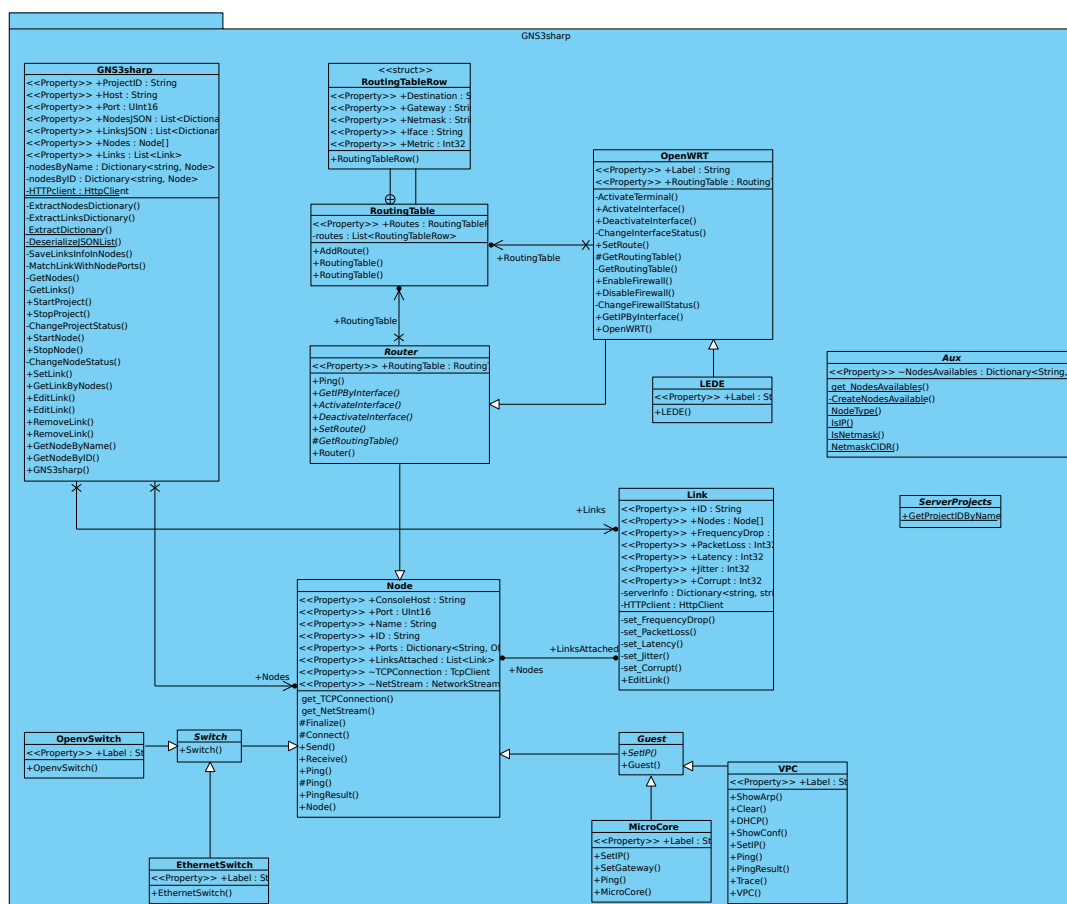 GNS3sharp
GNS3sharp
<<Property>> +ProjectID : String
<<Property>> +Host : String
<<Property>> +Port : UInt16
<<Property>> +NodesJSON : List<Dictiona
<<Property>> +LinksJSON : List<Dictionar
<<Property>> +Nodes : Node[]
<<Property>> +Links : List<Link>
-nodesByName : Dictionary<string, Node>
-nodesByID : Dictionary<string, Node>
-HTTPclient : HttpClient
-ExtractNodesDictionary()
-ExtractLinksDictionary()
ExtractDictionary()
-DeserializeJSONList()
-SaveLinksInfoInNodes()
-MatchLinkWithNodePorts()
-GetNodes()
-GetLinks()
+StartProject()
+StopProject()
-ChangeProjectStatus()
+StartNode()
+StopNode()
-ChangeNodeStatus()
+SetLink()
+GetLinkByNodes()
+EditLink()
+EditLink()
+RemoveLink()
+RemoveLink()
+GetNodeByName()
+GetNodeByID()
+GNS3sharp()
<<struct>>
RoutingTableRow
<<Property>> +Destination : S
<<Property>> +Gateway : Stri
<<Property>> +Netmask : Stri
<<Property>> +Iface : String
<<Property>> +Metric : Int32
+RoutingTableRow()
RoutingTable
<<Property>> +Routes : RoutingTableR
-routes : List<RoutingTableRow>
+AddRoute()
+RoutingTable()
+RoutingTable()
+RoutingTable
+RoutingTable
OpenWRT
<<Property>> +Label : String
<<Property>> +RoutingTable : RoutingT
-ActivateTerminal()
+ActivateInterface()
+DeactivateInterface()
-ChangeInterfaceStatus()
+SetRoute()
#GetRoutingTable()
-GetRoutingTable()
+EnableFirewall()
+DisableFirewall()
-ChangeFirewallStatus()
+GetIPByInterface()
+OpenWRT()
Router
<<Property>> +RoutingTable : RoutingT
+Ping()
+GetIPByInterface()
+ActivateInterface()
+DeactivateInterface()
+SetRoute()
#GetRoutingTable()
+Router()
LEDE
<<Property>> +Label : St
+LEDE()
Aux
<<Property>> ~NodesAvailables : Dictionary<String,
get_NodesAvailables()
-CreateNodesAvailable()
NodeType()
IsIP()
IsNetmask()
NetmaskCIDR()
ServerProjects
+GetProjectIDByName
+Links
Link
<<Property>> +ID : String
<<Property>> +Nodes : Node[]
<<Property>> +FrequencyDrop :
<<Property>> +PacketLoss : Int32
<<Property>> +Latency : Int32
<<Property>> +Jitter : Int32
<<Property>> +Corrupt : Int32
-serverInfo : Dictionary<string, stri
-HTTPclient : HttpClient
-set_FrequencyDrop()
-set_PacketLoss()
-set_Latency()
-set_Jitter()
-set_Corrupt()
+EditLink()
Node
<<Property>> +ConsoleHost : String
<<Property>> +Port : UInt16
<<Property>> +Name : String
<<Property>> +ID : String
<<Property>> +Ports : Dictionary<String, Ol
<<Property>> +LinksAttached : List<Link>
<<Property>> ~TCPConnection : TcpClient
<<Property>> ~NetStream : NetworkStream
get_TCPConnection()
get_NetStream()
#Finalize()
#Connect()
+Send()
+Receive()
+Ping()
#Ping()
+PingResult()
+Node()
+LinksAttached
+Nodes
+Nodes
OpenvSwitch
<<Property>> +Label : St
+OpenvSwitch()
Switch
+Switch()
EthernetSwitch
<<Property>> +Label : St
+EthernetSwitch()
Guest
+SetIP()
+Guest()
MicroCore
<<Property>> +Label : St
+SetIP()
+SetGateway()
+Ping()
+MicroCore()
VPC
<<Property>> +Label : St
+ShowArp()
+Clear()
+DHCP()
+ShowConf()
+SetIP()
+Ping()
+PingResult()
+Trace()
+VPC()